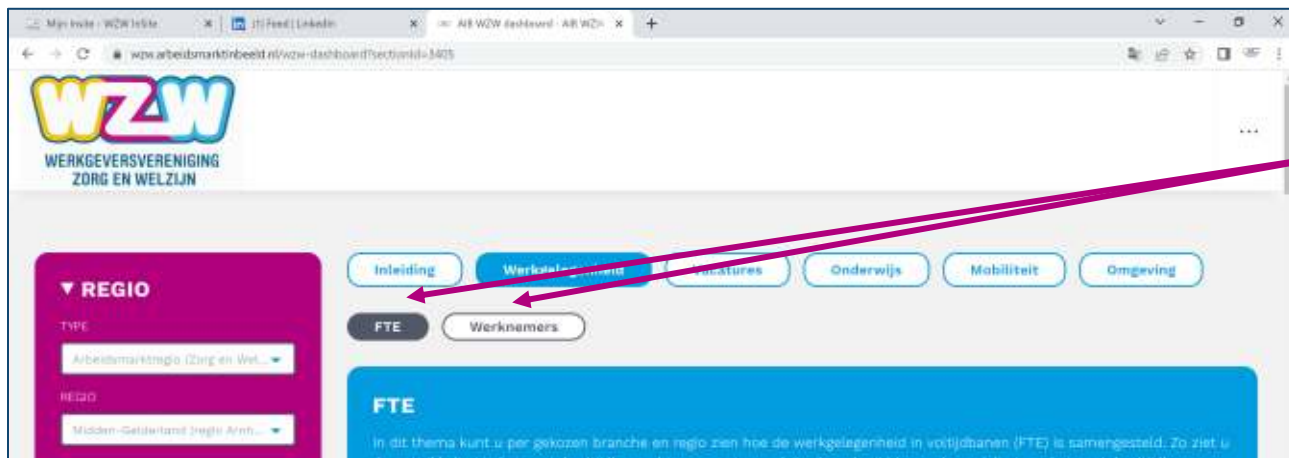 Mijn Insite - WZW InSite
(1) Feed | LinkedIn
AIB WZW dashboard - AIB WZW
wzw.arbeidsmarktinbeeld.nl/wzw-dashboard?sectionId=3405
WZW
WERKGEVERSVERENIGING
ZORG EN WELZIJN
Inleiding Werkgelegenheid Vacatures Onderwijs Mobiliteit Omgeving
FTE Werknemers
▼ REGIO
TYPE
Arbeidsmarktregio (Zorg en Wel...
REGIO
Midden-Gelderland (regio Arnh...
FTE
In dit thema kunt u per gekozen branche en regio zien hoe de werkgelegenheid in voltijdbanen (FTE) is samengesteld. Zo ziet u